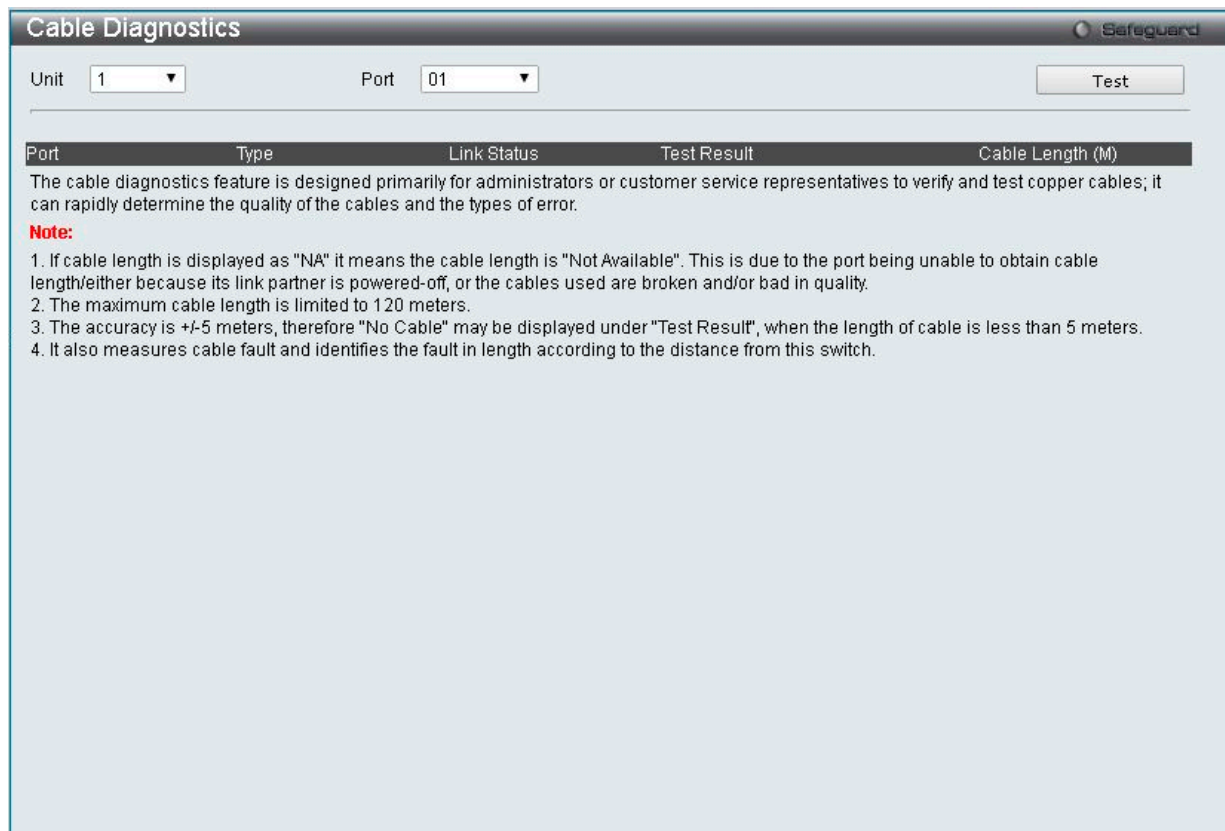 Cable Diagnostics
Safeguard
Unit 1 Port 01 Test
Port Type Link Status Test Result Cable Length (M)
The cable diagnostics feature is designed primarily for administrators or customer service representatives to verify and test copper cables; it
can rapidly determine the quality of the cables and the types of error.
Note:
1. If cable length is displayed as "NA" it means the cable length is "Not Available". This is due to the port being unable to obtain cable
length/either because its link partner is powered-off, or the cables used are broken and/or bad in quality.
2. The maximum cable length is limited to 120 meters.
3. The accuracy is +/-5 meters, therefore "No Cable" may be displayed under "Test Result", when the length of cable is less than 5 meters.
4. It also measures cable fault and identifies the fault in length according to the distance from this switch.